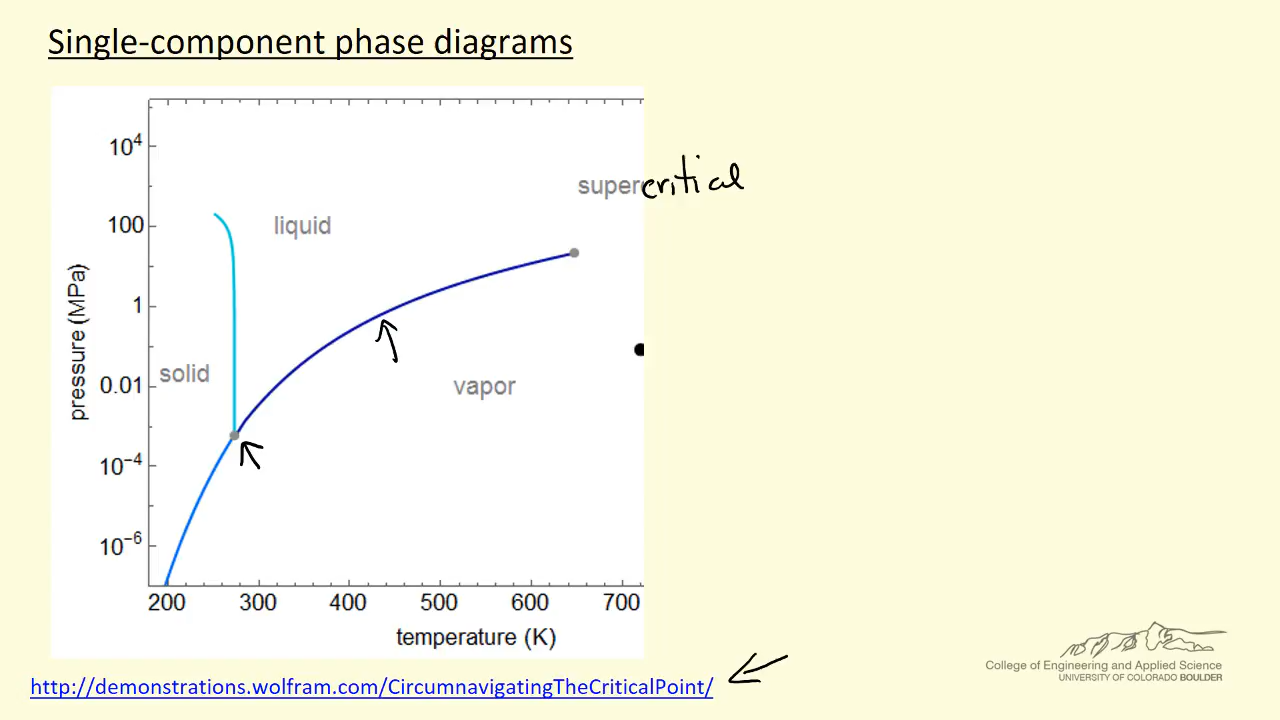 Single-component phase diagrams
10⁴
supercritical
100
liquid
1
pressure (MPa)
solid
0.01
vapor
10⁻⁴
10⁻⁶
200 300 400 500 600 700
temperature (K)
http://demonstrations.wolfram.com/CircumnavigatingTheCriticalPoint/
College of Engineering and Applied Science
UNIVERSITY OF COLORADO BOULDER